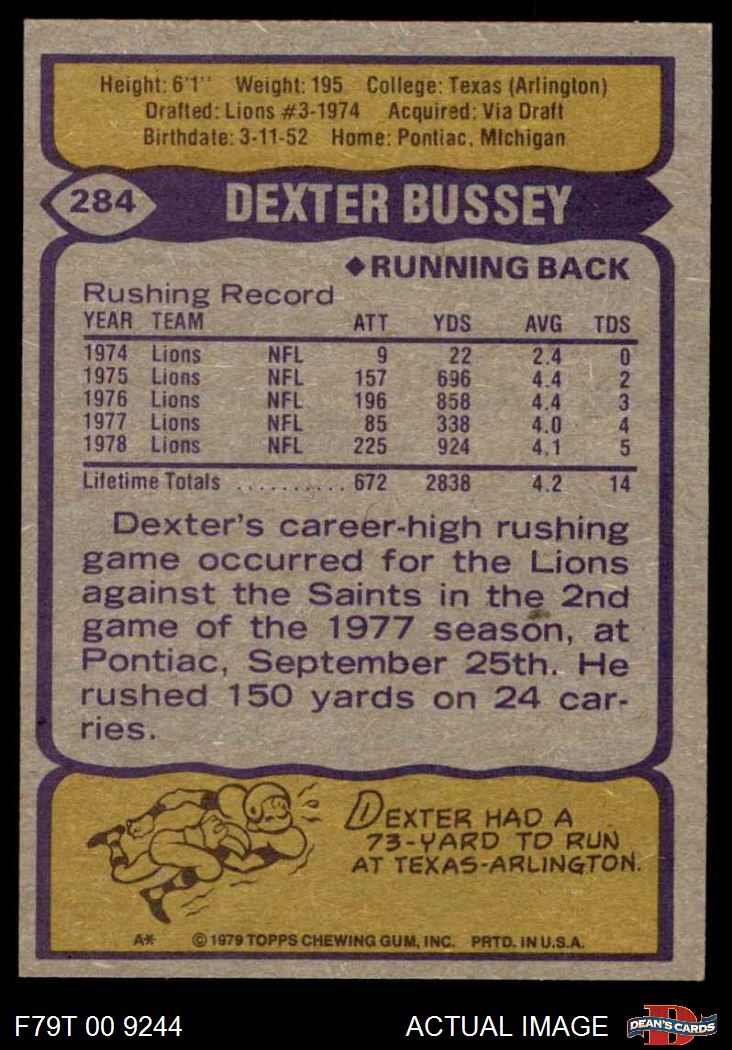 Height: 6'1'' Weight: 195 College: Texas (Arlington)
Drafted: Lions #3-1974 Acquired: Via Draft
Birthdate: 3-11-52 Home: Pontiac, MIchigan
284 DEXTER BUSSEY
◆RUNNING BACK
Rushing Record
YEAR TEAM ATT YDS AVG TDS
1974 Lions NFL 9 22 2.4 0
1975 Lions NFL 157 696 4.4 2
1976 Lions NFL 196 858 4.4 3
1977 Lions NFL 85 338 4.0 4
1978 Lions NFL 225 924 4.1 5
Lifetime Totals .......... 672 2838 4.2 14
Dexter's career-high rushing
game occurred for the Lions
against the Saints in the 2nd
game of the 1977 season, at
Pontiac, September 25th. He
rushed 150 yards on 24 car-
ries.
DEXTER HAD A
73-YARD TD RUN
AT TEXAS-ARLINGTON.
A* ©1979 TOPPS CHEWING GUM, INC. PRTD. IN U.S.A.
F79T 00 9244 ACTUAL IMAGE D DEAN'S CARDS